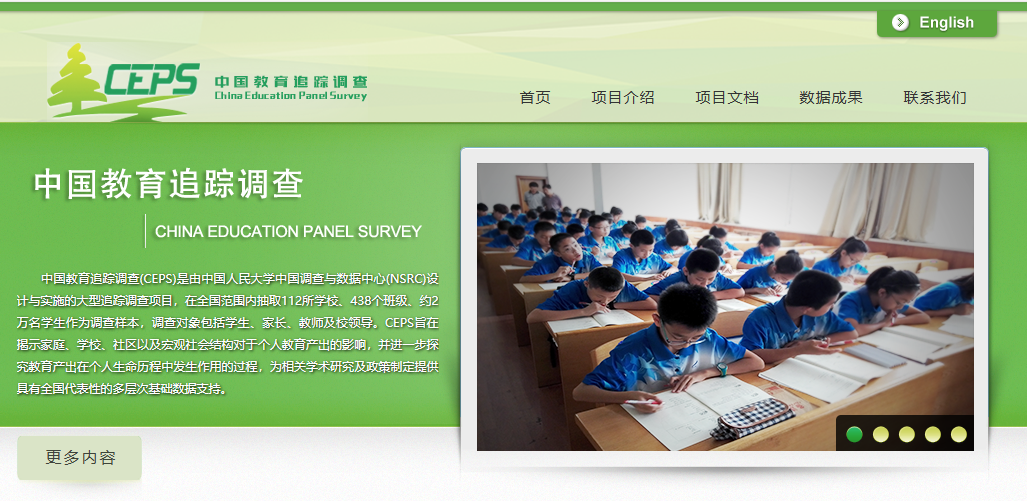 English
CEPS
中国教育追踪调查
China Education Panel Survey
首页 项目介绍 项目文档 数据成果 联系我们
中国教育追踪调查
CHINA EDUCATION PANEL SURVEY
中国教育追踪调查(CEPS)是由中国人民大学中国调查与数据中心(NSRC)设
计与实施的大型追踪调查项目，在全国范围内抽取112所学校、438个班级、约2
万名学生作为调查样本，调查对象包括学生、家长、教师及校领导。CEPS旨在
揭示家庭、学校、社区以及宏观社会结构对于个人教育产出的影响，并进一步探
究教育产出在个人生命历程中发生作用的过程，为相关学术研究及政策制定提供
具有全国代表性的多层次基础数据支持。
更多内容